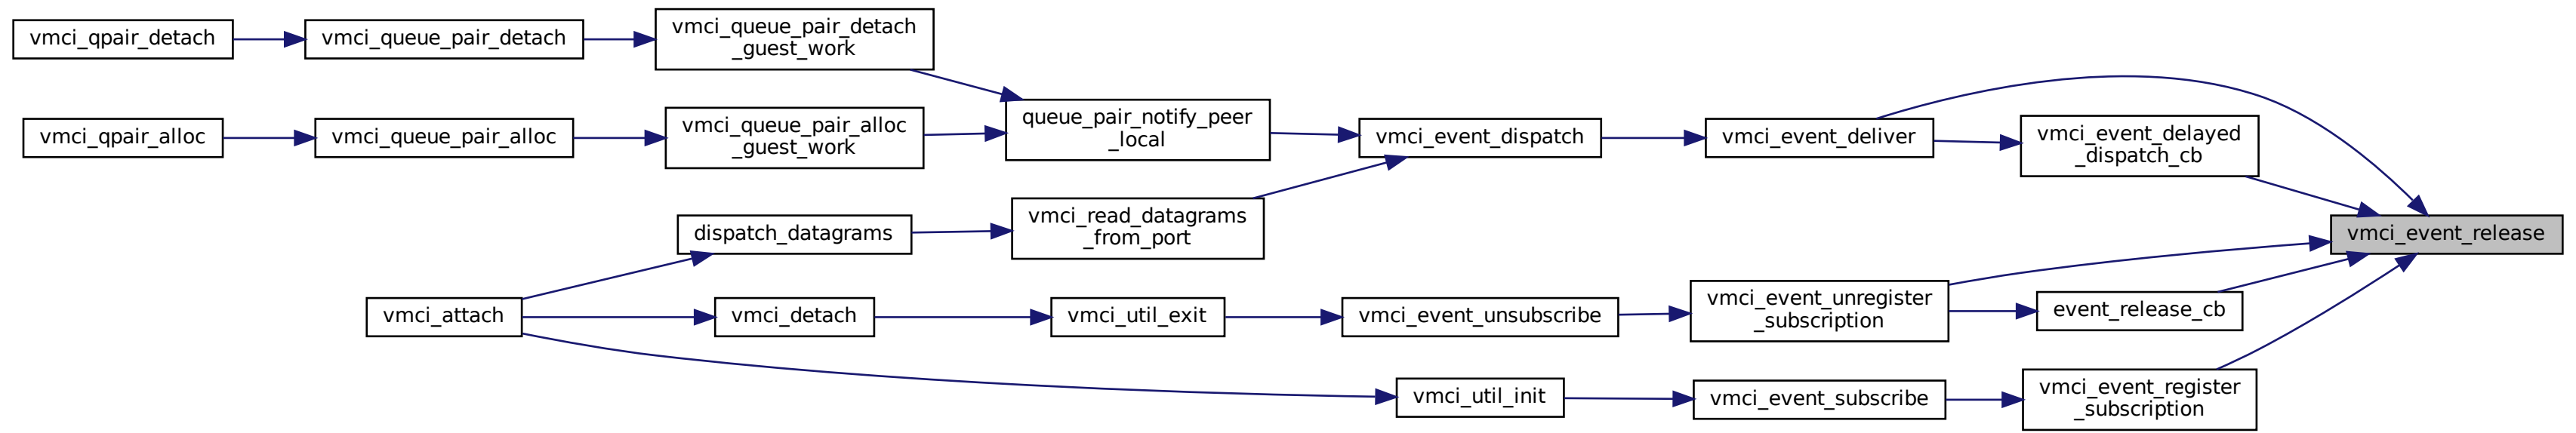 vmci_qpair_detach
vmci_queue_pair_detach
vmci_queue_pair_detach
_guest_work
vmci_qpair_alloc
vmci_queue_pair_alloc
vmci_queue_pair_alloc
_guest_work
queue_pair_notify_peer
_local
vmci_event_dispatch
vmci_event_deliver
vmci_event_delayed
_dispatch_cb
dispatch_datagrams
vmci_read_datagrams
_from_port
vmci_event_release
vmci_attach
vmci_detach
vmci_util_exit
vmci_event_unsubscribe
vmci_event_unregister
_subscription
event_release_cb
vmci_util_init
vmci_event_subscribe
vmci_event_register
_subscription